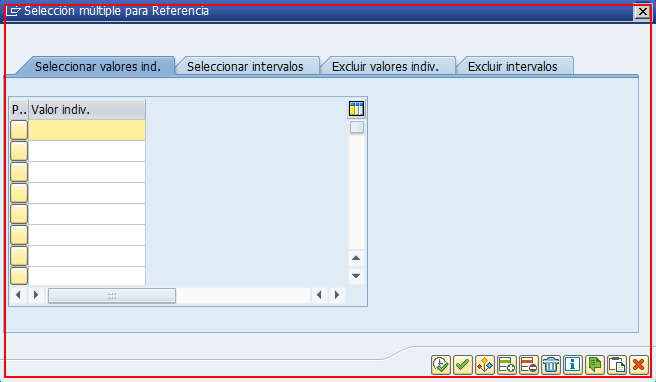 Selección múltiple para Referencia
Seleccionar valores ind.
Seleccionar intervalos
Excluir valores indiv.
Excluir intervalos
P.. Valor indiv.